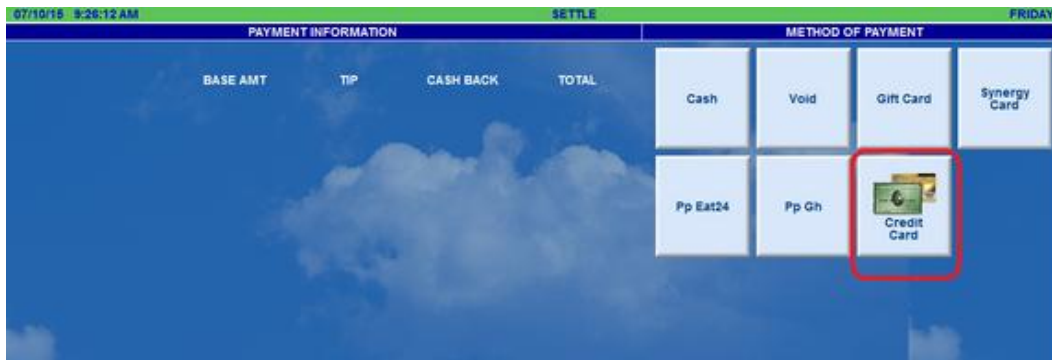 07/10/15 9:26:12 AM SETTLE FRIDAY
PAYMENT INFORMATION METHOD OF PAYMENT
BASE AMT TIP CASH BACK TOTAL
Cash Void Gift Card Synergy
Card
Pp Eat24 Pp Gh Credit
Card